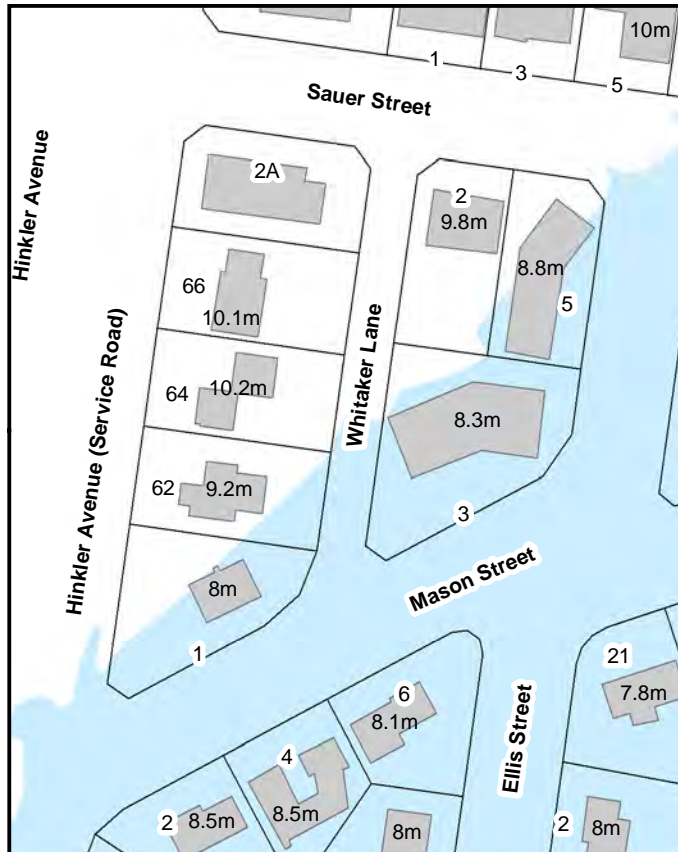 10m
1
3
5
Sauer Street
Hinkler Avenue
2A
2
9.8m
8.8m
5
66
10.1m
Hinkler Avenue (Service Road)
Whitaker Lane
64
10.2m
8.3m
62
9.2m
3
8m
1
Mason Street
21
7.8m
6
8.1m
Ellis Street
4
8.5m
2
8.5m
8m
2
8m